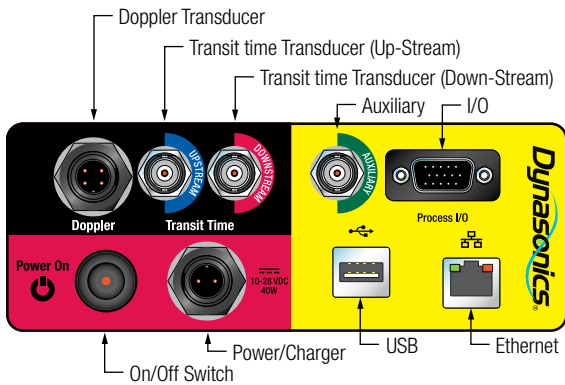 Doppler Transducer
Transit time Transducer (Up-Stream)
Transit time Transducer (Down-Stream)
Auxiliary
I/O
UPSTREAM
DOWNSTREAM
AUXILIARY
Doppler
Transit Time
Process I/O
Dynasonics®
Power On
10-28 VDC
40W
Power/Charger
USB
Ethernet
On/Off Switch